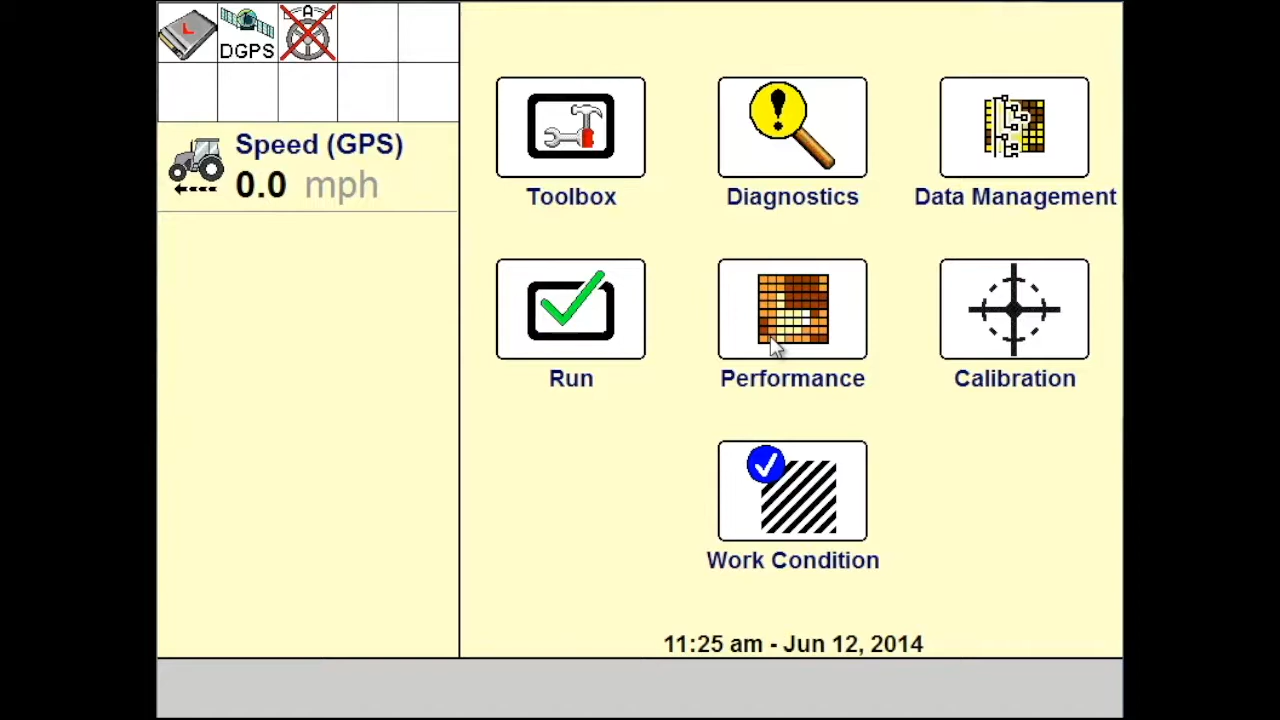 L
DGPS
A
Speed (GPS)
0.0 mph
Toolbox
Diagnostics
Data Management
Run
Performance
Calibration
Work Condition
11:25 am - Jun 12, 2014